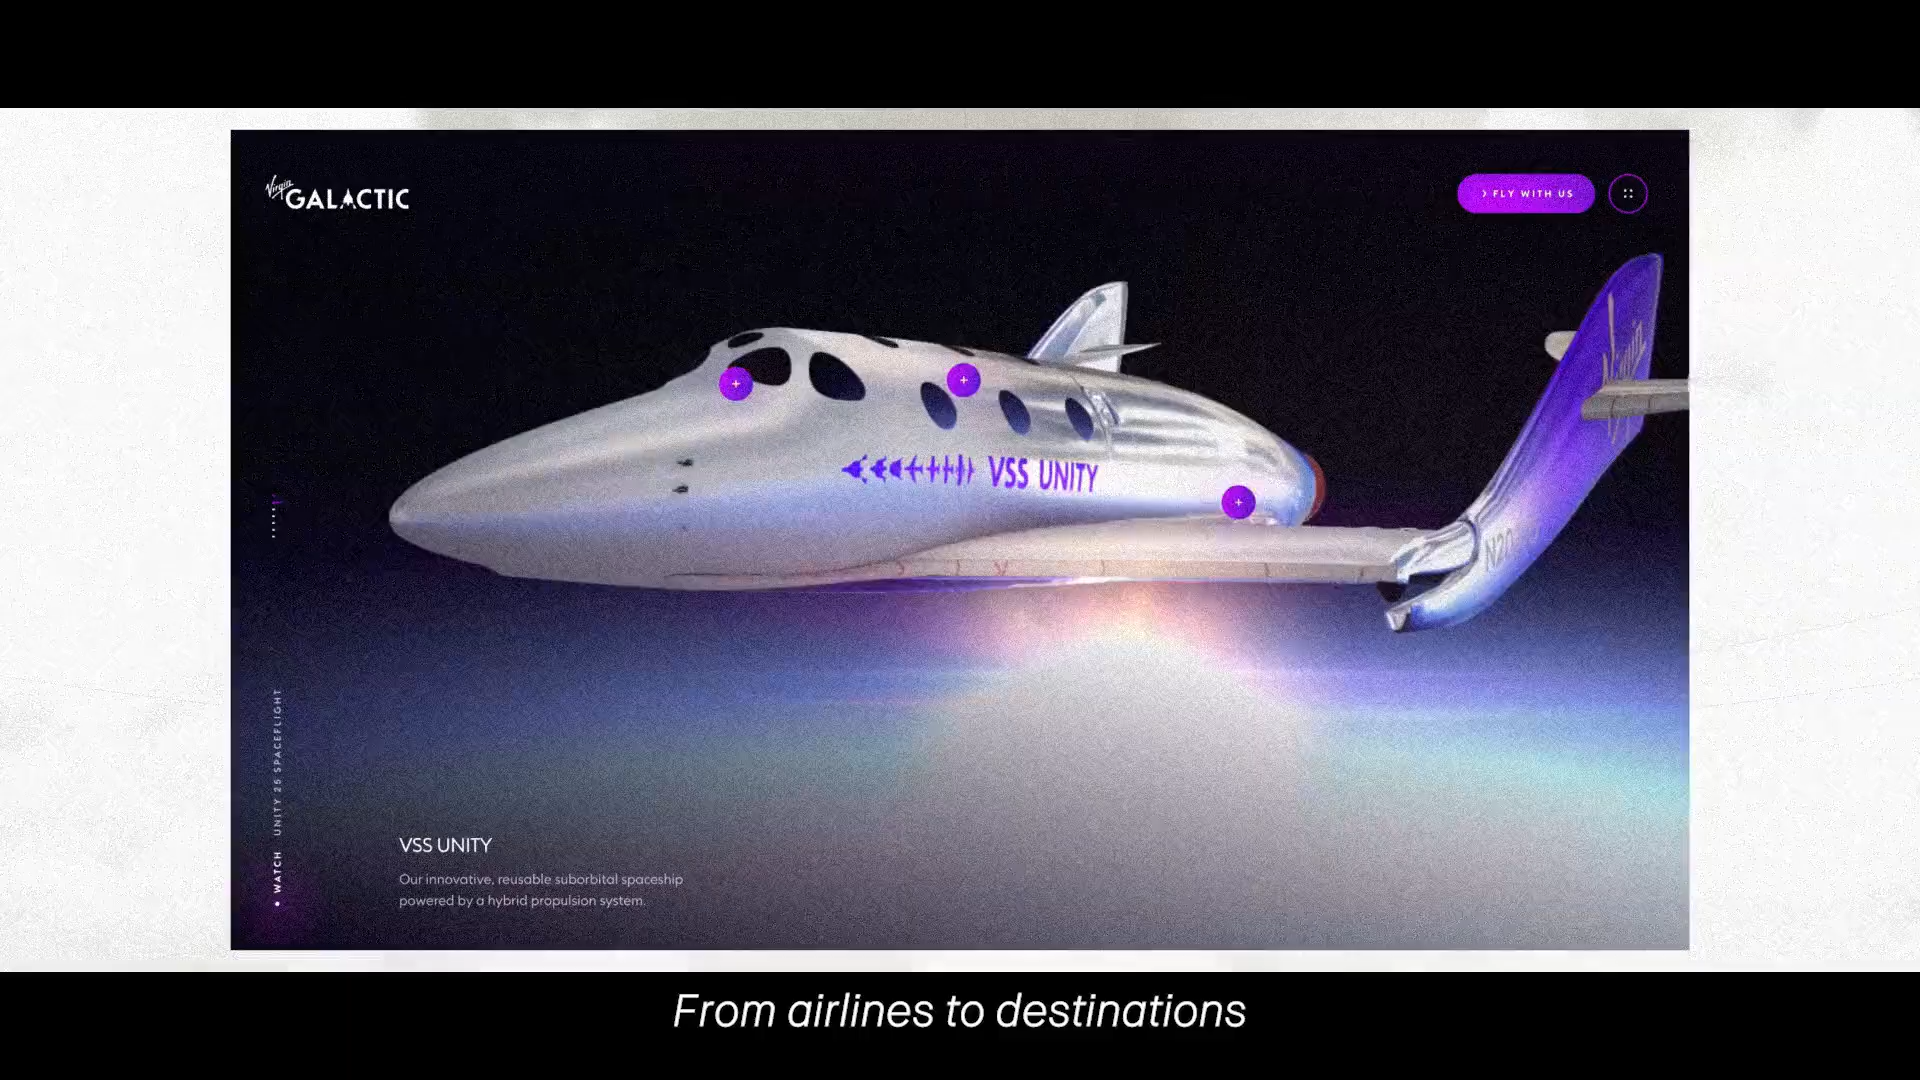 Virgin
GALACTIC
FLY WITH US
Virgin
VSS UNITY
WATCH UNITY 25 SPACEFLIGHT
VSS UNITY
Our innovative, reusable suborbital spaceship
powered by a hybrid propulsion system.
From airlines to destinations